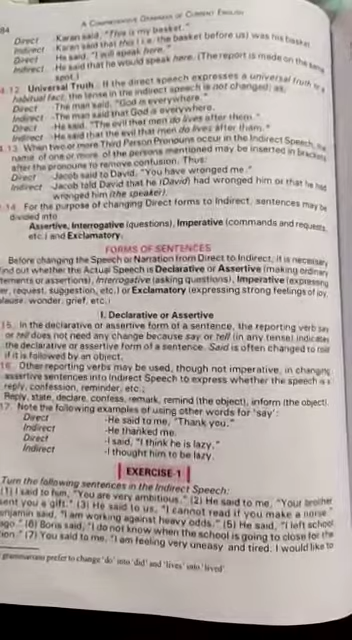 84
A COMPREHENSIVE GRAMMAR OF CURRENT ENGLISH
Direct -Karan said, "This is my basket."
Indirect -Karan said that this (i.e. the basket before us) was his basket.
Direct -He said, "I will speak here."
Indirect -He said that he would speak here. (The report is made on the same
spot.)
4.12. Universal Truth : If the direct speech expresses a universal truth or a
habitual fact, the tense in the indirect speech is not changed) as:
Direct -The man said, "God is everywhere."
Indirect -The man said that God is everywhere.
Direct -He said, "The evil that men do lives after them."
Indirect -He said that the evil that men do lives after them.*
4.13. When two or more Third Person Pronouns occur in the Indirect Speech, the
name of one or more of the persons mentioned may be inserted in brackets
after the pronouns to remove confusion. Thus:
Direct -Jacob said to David, "You have wronged me."
Indirect -Jacob told David that he (David) had wronged him or that he had
wronged him (the speaker).
.14. For the purpose of changing Direct forms to Indirect, sentences may be
divided into
Assertive, Interrogative (questions), Imperative (commands and requests,
etc.) and Exclamatory.
FORMS OF SENTENCES
Before changing the Speech or Narration from Direct to Indirect, it is necessary
find out whether the Actual Speech is Declarative or Assertive (making ordinary
tements or assertions), Interrogative (asking questions), Imperative (expressing
er, request, suggestion, etc.) or Exclamatory (expressing strong feelings of joy,
lause, wonder, grief, etc.)
I. Declarative or Assertive
15. In the declarative or assertive form of a sentence, the reporting verb say
or tell does not need any change because say or tell (in any tense) indicates
the declarative or assertive form of a sentence. Said is often changed to told
if it is followed by an object.
16. Other reporting verbs may be used, though not imperative, in changing
assertive sentences into Indirect Speech to express whether the speech is a
reply, confession, reminder, etc.;
Reply, state, declare, confess, remark, remind (the object), inform (the object).
17. Note the following examples of using other words for 'say':
Direct -He said to me, "Thank you."
Indirect -He thanked me.
Direct -I said, "I think he is lazy."
Indirect -I thought him to be lazy.
EXERCISE-1
Turn the following sentences in the Indirect Speech:
(1) I said to him, "You are very ambitious." (2) He said to me, "Your brother
sent you a gift." (3) He said to us, "I cannot read if you make a noise."
enjamin said, "I am working against heavy odds." (5) He said, "I left school
ago." (6) Boris said, "I do not know when the school is going to close for the
ion." (7) You said to me, "I am feeling very uneasy and tired. I would like to
grammarians prefer to change 'do' into 'did' and 'lives' into 'lived'